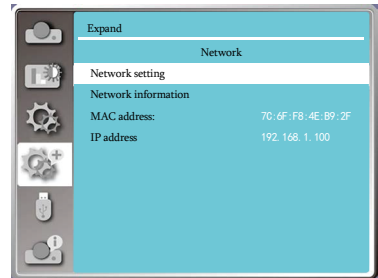 Expand
Network
Network setting
Network information
MAC address: 7C:6F:F8:4E:B9:2F
IP address 192.168.1.100